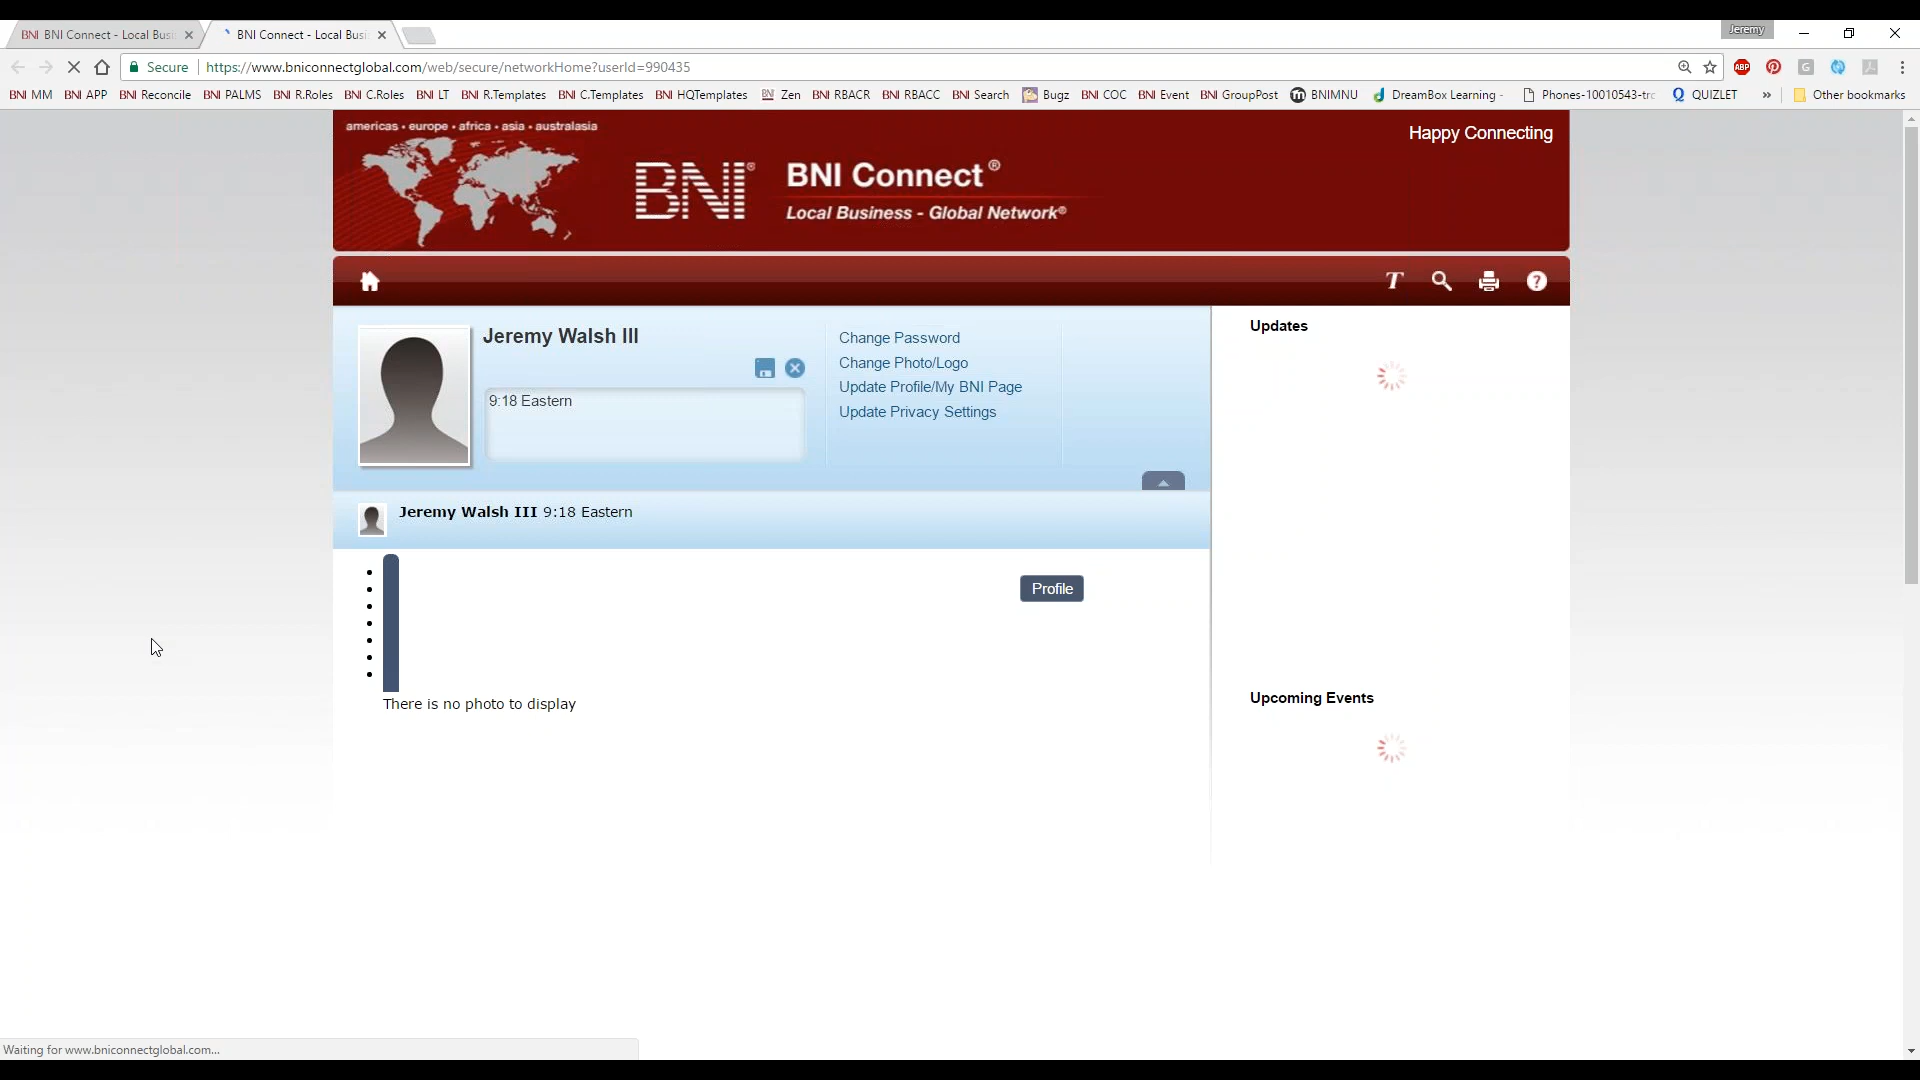 BNI BNI Connect - Local Busi
BNI Connect - Local Busi
Jeremy
Secure https://www.bniconnectglobal.com/web/secure/networkHome?userId=990435
ABP
BNI MM BNI APP BNI Reconcile BNI PALMS BNI R.Roles BNI C.Roles BNI LT BNI R.Templates BNI C.Templates BNI HQTemplates BNI Zen BNI RBACR BNI RBACC BNI Search Bugz BNI COC BNI Event BNI GroupPost m BNIMNU DreamBox Learning - Phones-10010543-tr Q QUIZLET » Other bookmarks
americas • europe • africa • asia • australasia
Happy Connecting
BNI® BNI Connect®
Local Business - Global Network®
T ?
Jeremy Walsh III
9:18 Eastern
Change Password
Change Photo/Logo
Update Profile/My BNI Page
Update Privacy Settings
Updates
Jeremy Walsh III 9:18 Eastern
Profile
There is no photo to display
Upcoming Events
Waiting for www.bniconnectglobal.com...